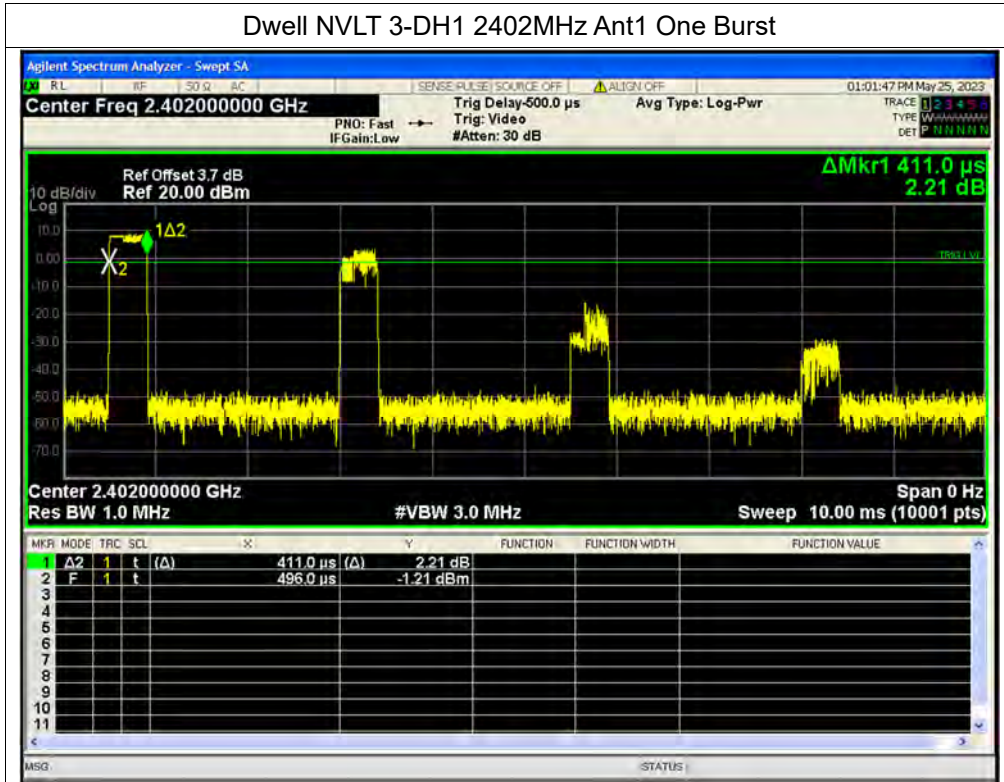 Dwell NVLT 3-DH1 2402MHz Ant1 One Burst
Agilent Spectrum Analyzer - Swept SA
LXI RL RF 50 Ω AC SENSE:PULSE SOURCE OFF ALIGN OFF 01:01:47 PM May 25, 2023
Center Freq 2.402000000 GHz Trig Delay-500.0 µs Avg Type: Log-Pwr TRACE 1 2 3 4 5 6
PNO: Fast Trig: Video TYPE W
IFGain:Low #Atten: 30 dB DET P N N N N N
ΔMkr1 411.0 µs
Ref Offset 3.7 dB
10 dB/div Ref 20.00 dBm 2.21 dB
Log
10.0
1Δ2
0.00
2
TRIG LVL
-10.0
-20.0
-30.0
-40.0
-50.0
-60.0
-70.0
Center 2.402000000 GHz Span 0 Hz
Res BW 1.0 MHz #VBW 3.0 MHz Sweep 10.00 ms (10001 pts)
MKR MODE TRC SCL X Y FUNCTION FUNCTION WIDTH FUNCTION VALUE
1 Δ2 1 t (Δ) 411.0 µs (Δ) 2.21 dB
2 F 1 t 496.0 µs -1.21 dBm
3
4
5
6
7
8
9
10
11
MSG STATUS